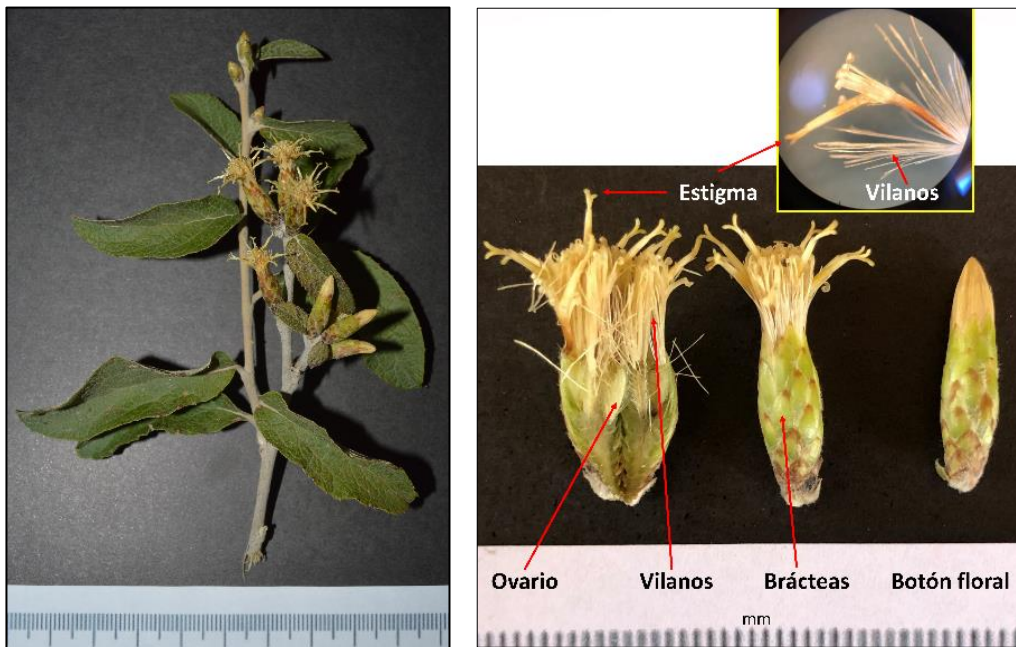 Estigma
Vilanos
Ovario
Vilanos
Brácteas
Botón floral
mm